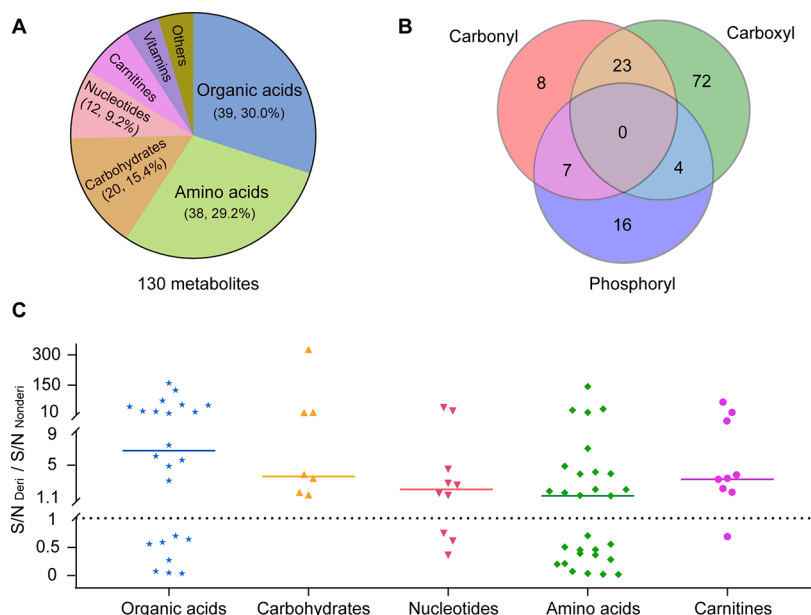 A
Organic acids
(39, 30.0%)
Amino acids
(38, 29.2%)
Carbohydrates
(20, 15.4%)
Nucleotides
(12, 9.2%)
Carnitines
Vitamins
Others
130 metabolites
B
Carbonyl
Carboxyl
8
23
72
0
7
4
16
Phosphoryl
C
S/N Deri / S/N Nonderi
300
150
10
9
5
1.1
1
0.5
0
Organic acids
Carbohydrates
Nucleotides
Amino acids
Carnitines